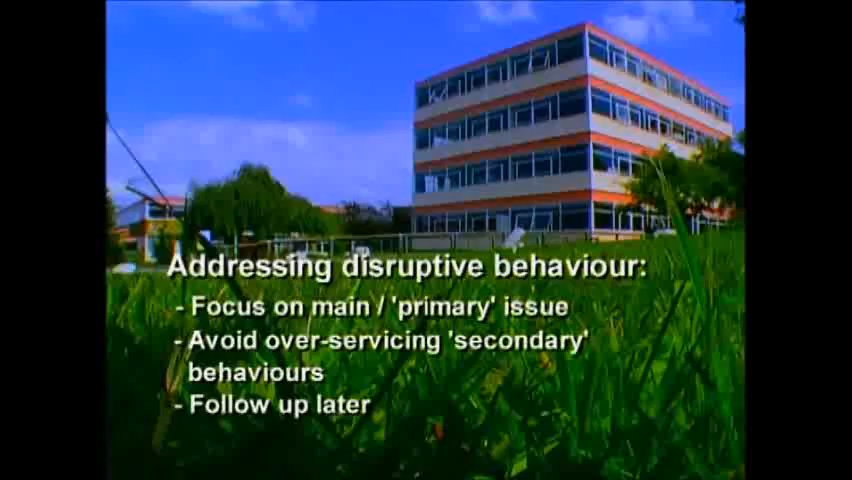 Addressing disruptive behaviour:
- Focus on main / 'primary' issue
- Avoid over-servicing 'secondary'
behaviours
- Follow up later